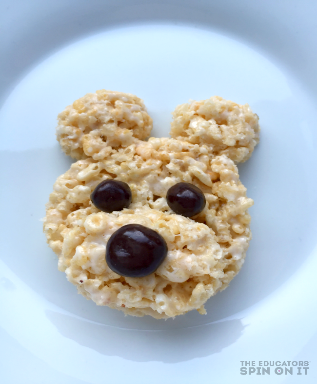 THE EDUCATORS'
SPIN ON IT